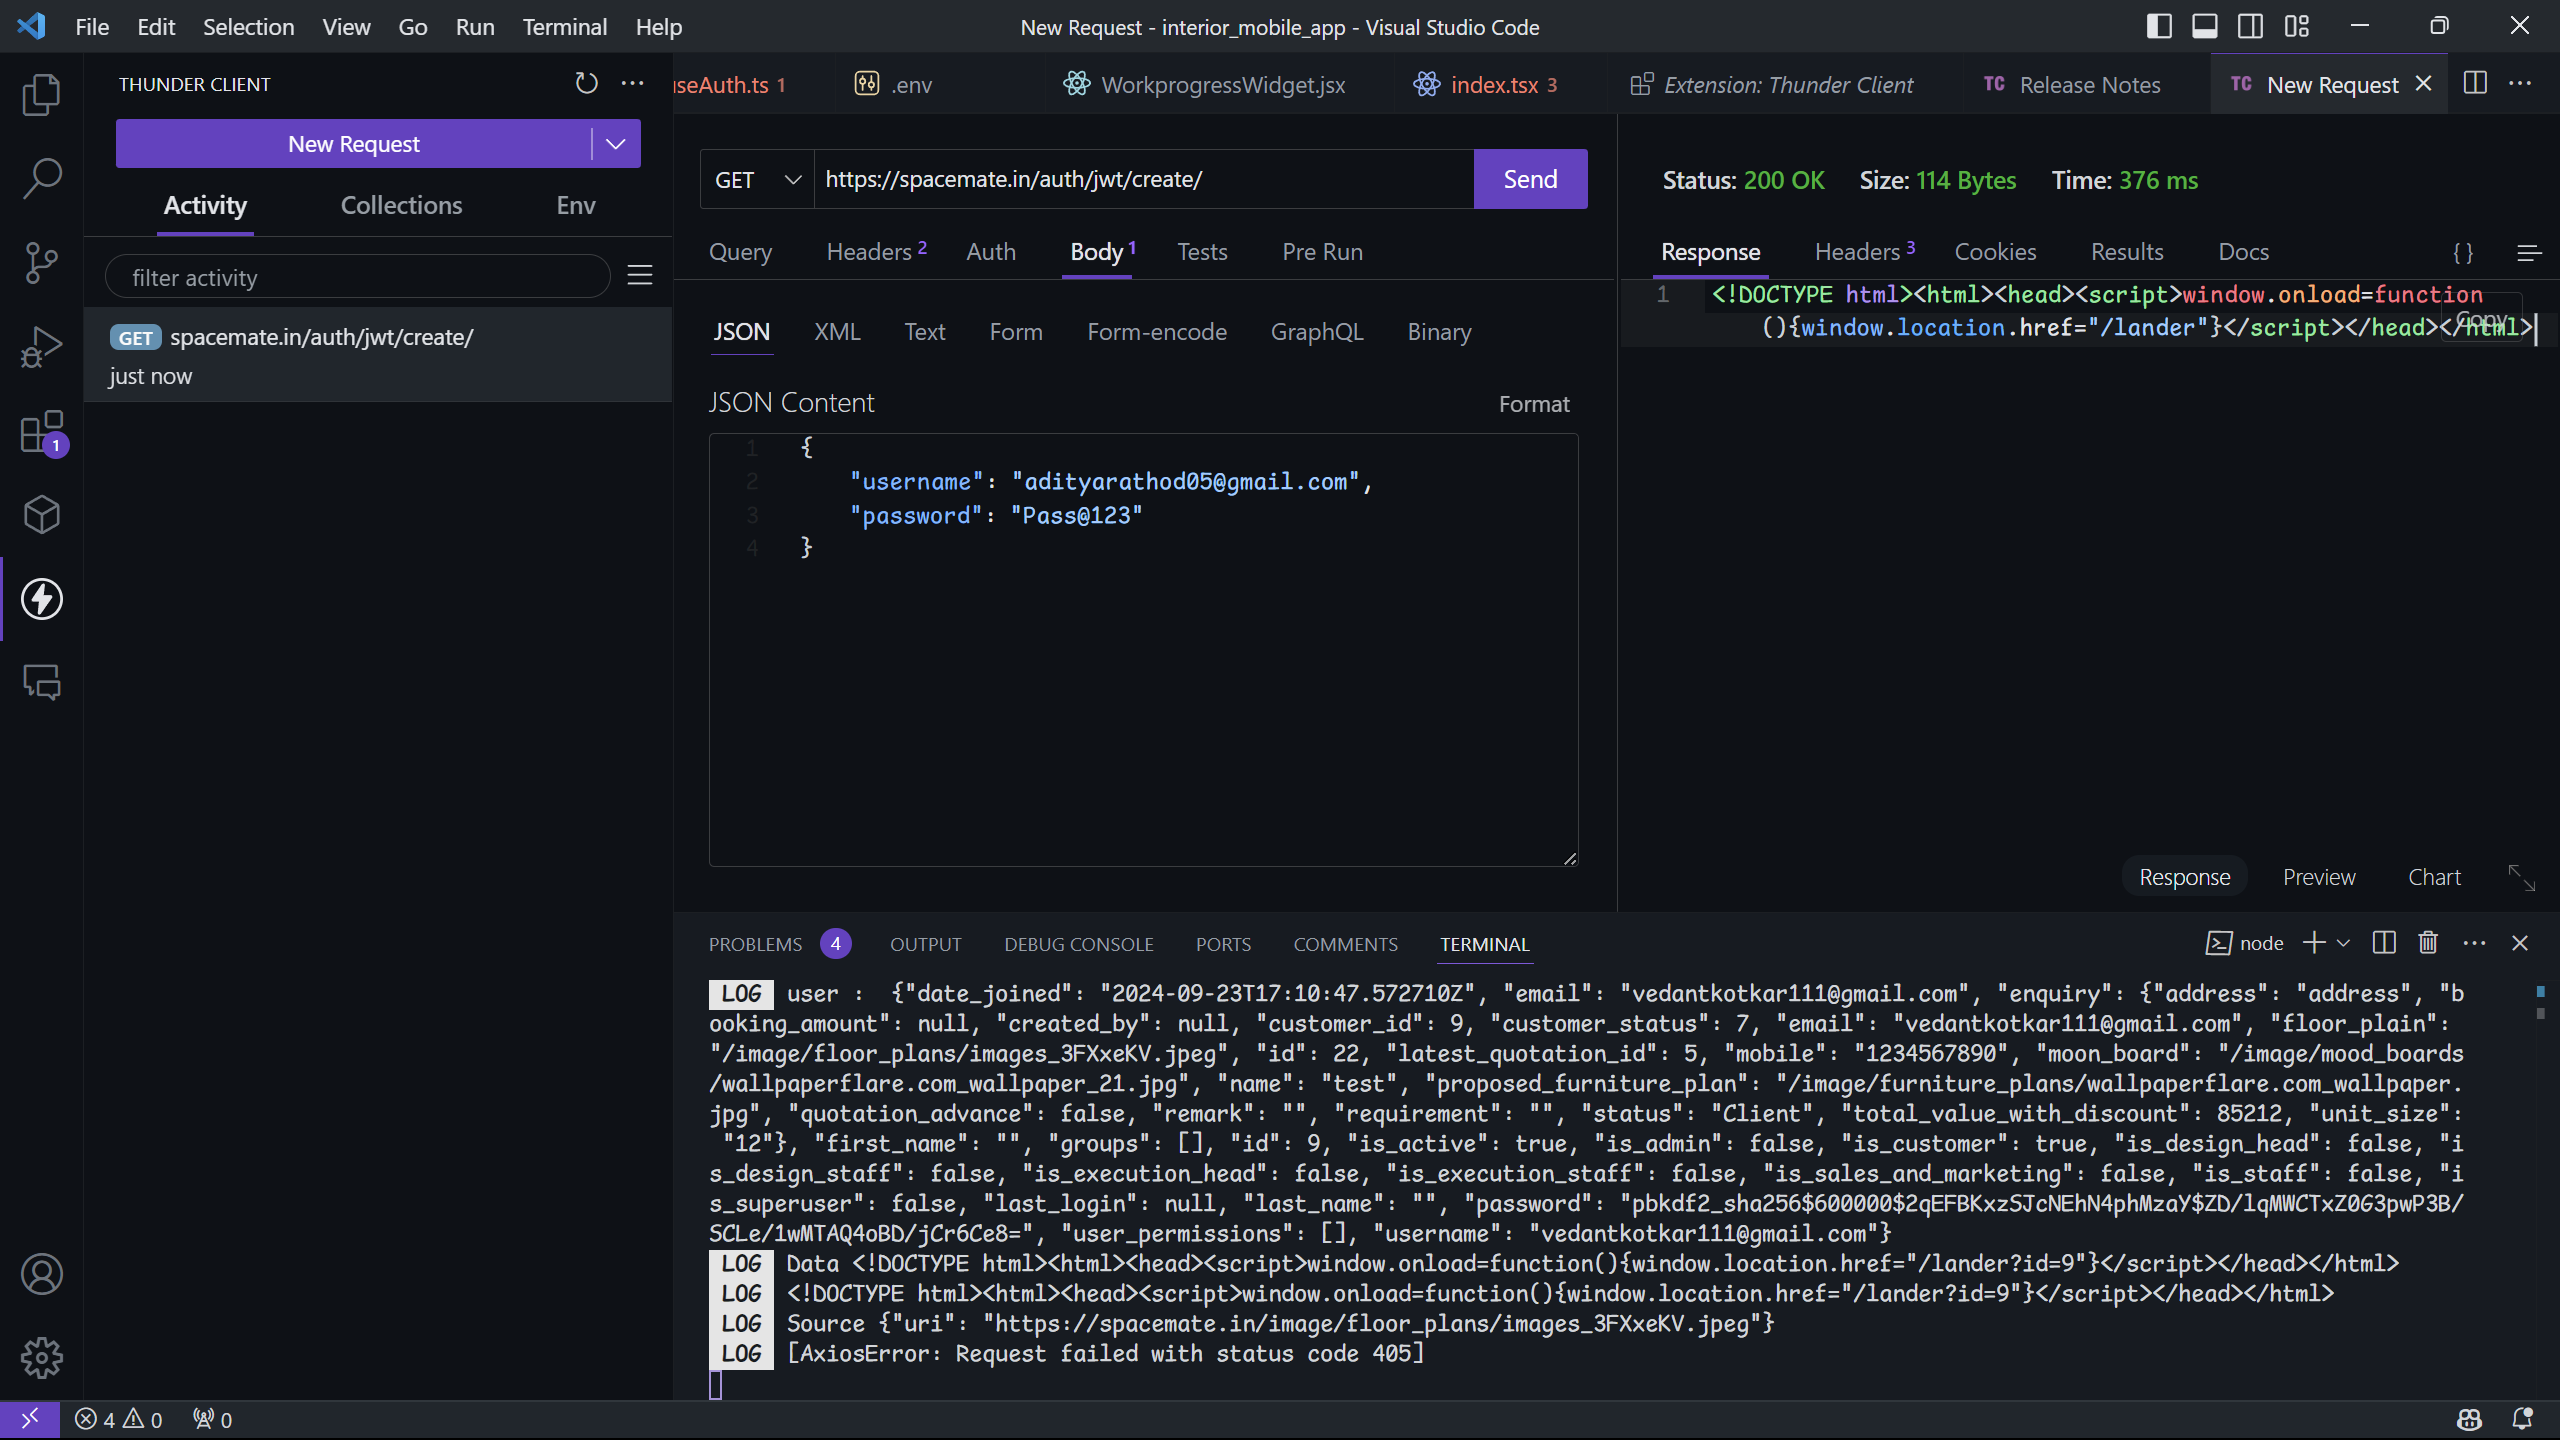 File Edit Selection View Go Run Terminal Help
New Request - interior_mobile_app - Visual Studio Code
THUNDER CLIENT
New Request
Activity Collections Env
filter activity
GET spacemate.in/auth/jwt/create/
just now
1
useAuth.ts 1 .env WorkprogressWidget.jsx index.tsx 3 Extension: Thunder Client TC Release Notes TC New Request
GET https://spacemate.in/auth/jwt/create/ Send
Query Headers 2 Auth Body 1 Tests Pre Run
JSON XML Text Form Form-encode GraphQL Binary
JSON Content Format
1 {
2 "username": "adityarathod05@gmail.com",
3 "password": "Pass@123"
4 }
Status: 200 OK Size: 114 Bytes Time: 376 ms
Response Headers 3 Cookies Results Docs {}
1 <!DOCTYPE html><html><head><script>window.onload=function
(){window.location.href="/lander"}</script></head></html>
Copy
Response Preview Chart
PROBLEMS 4 OUTPUT DEBUG CONSOLE PORTS COMMENTS TERMINAL node
LOG user : {"date_joined": "2024-09-23T17:10:47.572710Z", "email": "vedantkotkar111@gmail.com", "enquiry": {"address": "address", "b
ooking_amount": null, "created_by": null, "customer_id": 9, "customer_status": 7, "email": "vedantkotkar111@gmail.com", "floor_plain":
"/image/floor_plans/images_3FXxeKV.jpeg", "id": 22, "latest_quotation_id": 5, "mobile": "1234567890", "moon_board": "/image/mood_boards
/wallpaperflare.com_wallpaper_21.jpg", "name": "test", "proposed_furniture_plan": "/image/furniture_plans/wallpaperflare.com_wallpaper.
jpg", "quotation_advance": false, "remark": "", "requirement": "", "status": "Client", "total_value_with_discount": 85212, "unit_size":
"12"}, "first_name": "", "groups": [], "id": 9, "is_active": true, "is_admin": false, "is_customer": true, "is_design_head": false, "i
s_design_staff": false, "is_execution_head": false, "is_execution_staff": false, "is_sales_and_marketing": false, "is_staff": false, "i
s_superuser": false, "last_login": null, "last_name": "", "password": "pbkdf2_sha256$600000$2qEFBKxzSJcNEhN4phMzaY$ZD/lqMWCTxZ0G3pwP3B/
SCLe/1wMTAQ4oBD/jCr6Ce8=", "user_permissions": [], "username": "vedantkotkar111@gmail.com"}
LOG Data <!DOCTYPE html><html><head><script>window.onload=function(){window.location.href="/lander?id=9"}</script></head></html>
LOG <!DOCTYPE html><html><head><script>window.onload=function(){window.location.href="/lander?id=9"}</script></head></html>
LOG Source {"uri": "https://spacemate.in/image/floor_plans/images_3FXxeKV.jpeg"}
LOG [AxiosError: Request failed with status code 405]
4 0 0